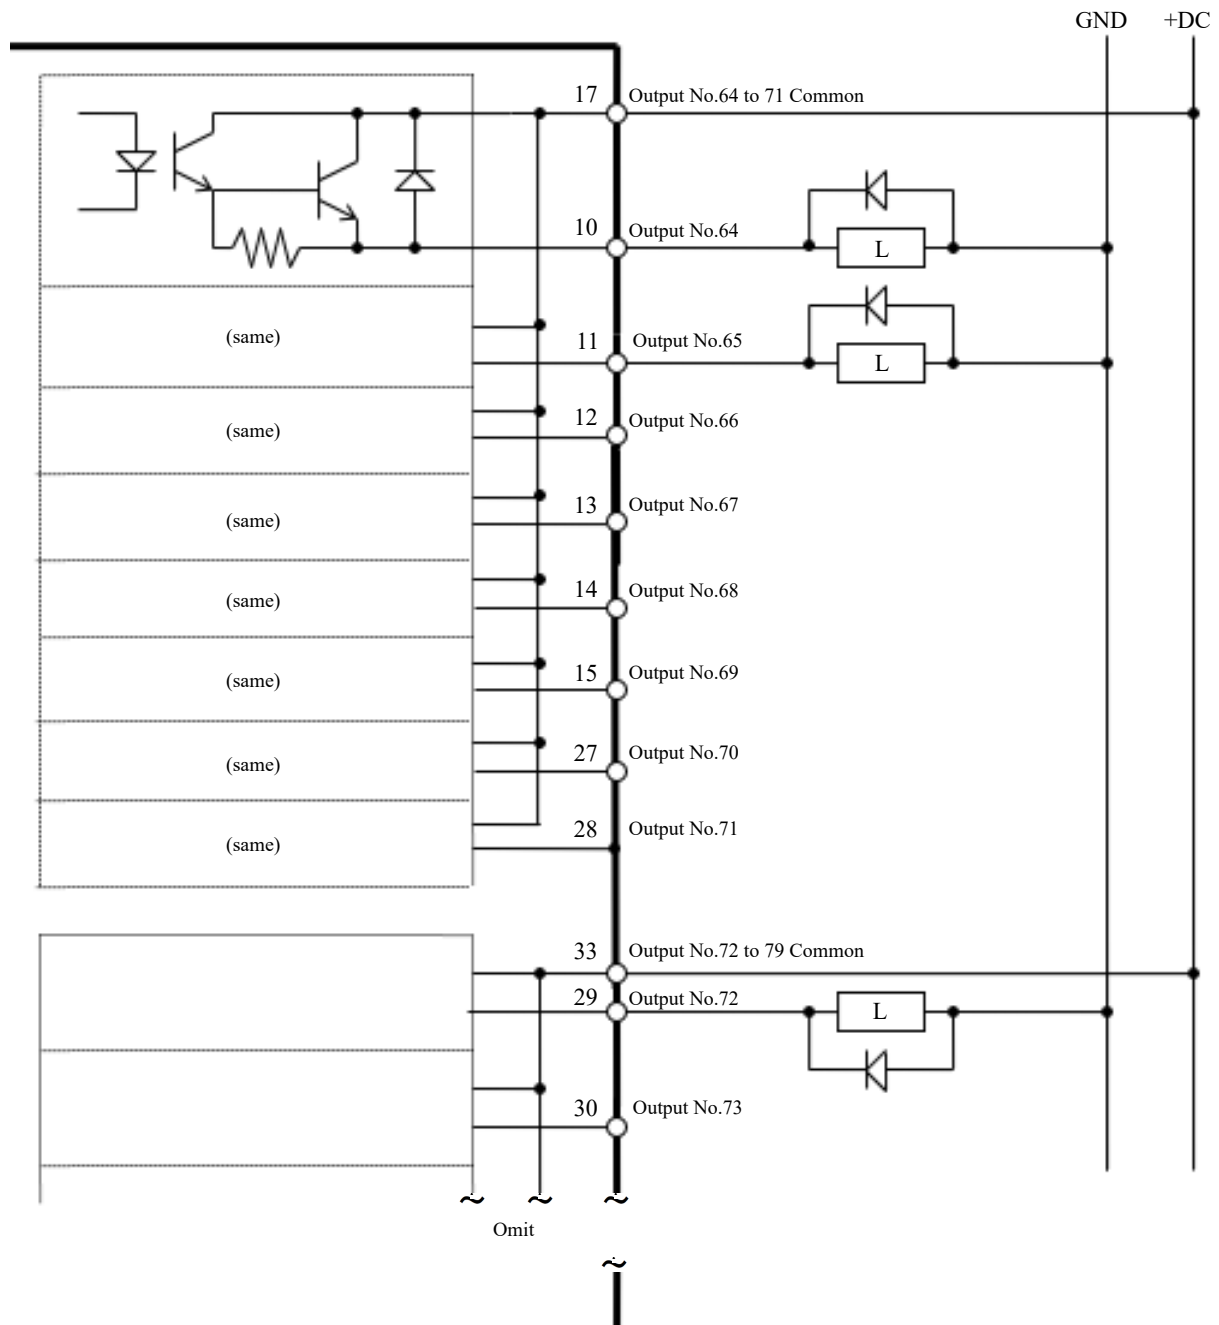 GND +DC
17 Output No.64 to 71 Common
10 Output No.64
L
(same)
11 Output No.65
L
(same)
12 Output No.66
(same)
13 Output No.67
(same)
14 Output No.68
(same)
15 Output No.69
(same)
27 Output No.70
(same)
28 Output No.71
33 Output No.72 to 79 Common
29 Output No.72
L
30 Output No.73
~ ~ ~
Omit
~